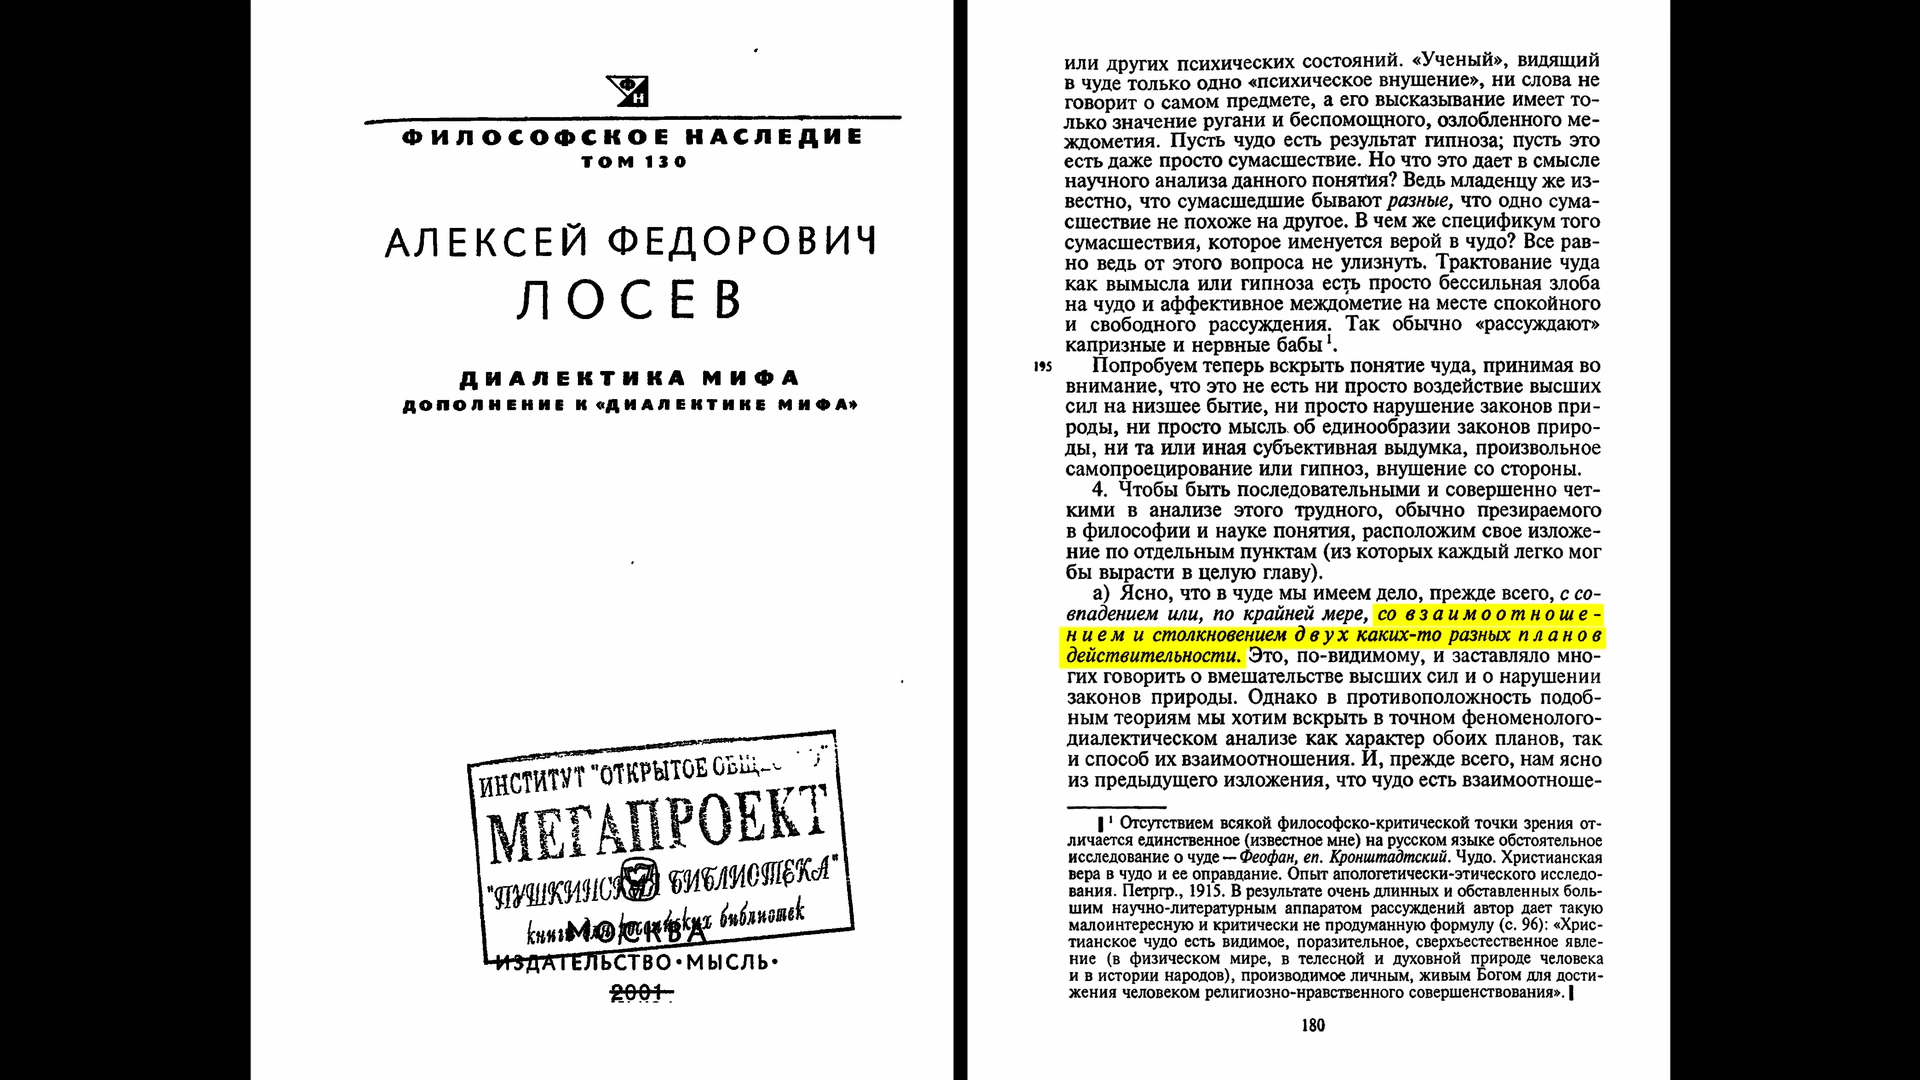 ФН
ФИЛОСОФСКОЕ НАСЛЕДИЕ
ТОМ 130
АЛЕКСЕЙ ФЕДОРОВИЧ
ЛОСЕВ
ДИАЛЕКТИКА МИФА
ДОПОЛНЕНИЕ К «ДИАЛЕКТИКЕ МИФА»
ИНСТИТУТ "ОТКРЫТОЕ
МЕГАПРОЕКТ
"ПУШКИНСКАЯ БИБЛИОТЕКА"
книги для российских библиотек
МОСКВА
ИЗДАТЕЛЬСТВО•МЫСЛЬ•
2001
или других психических состояний. «Ученый», видящий
в чуде только одно «психическое внушение», ни слова не
говорит о самом предмете, а его высказывание имеет то-
лько значение ругани и беспомощного, озлобленного ме-
ждометия. Пусть чудо есть результат гипноза; пусть это
есть даже просто сумасшествие. Но что это дает в смысле
научного анализа данного понятия? Ведь младенцу же из-
вестно, что сумасшедшие бывают разные, что одно сума-
сшествие не похоже на другое. В чем же спецификум того
сумасшествия, которое именуется верой в чудо? Все рав-
но ведь от этого вопроса не улизнуть. Трактование чуда
как вымысла или гипноза есть просто бессильная злоба
на чудо и аффективное междометие на месте спокойного
и свободного рассуждения. Так обычно «рассуждают»
капризные и нервные бабы¹.
195 Попробуем теперь вскрыть понятие чуда, принимая во
внимание, что это не есть ни просто воздействие высших
сил на низшее бытие, ни просто нарушение законов при-
роды, ни просто мысль об единообразии законов приро-
ды, ни та или иная субъективная выдумка, произвольное
самопроецирование или гипноз, внушение со стороны.
4. Чтобы быть последовательными и совершенно чет-
кими в анализе этого трудного, обычно презираемого
в философии и науке понятия, расположим свое изложе-
ние по отдельным пунктам (из которых каждый легко мог
бы вырасти в целую главу).
а) Ясно, что в чуде мы имеем дело, прежде всего, с со-
впадением или, по крайней мере, со взаимоотноше-
нием и столкновением двух каких-то разных планов
действительности. Это, по-видимому, и заставляло мно-
гих говорить о вмешательстве высших сил и о нарушении
законов природы. Однако в противоположность подоб-
ным теориям мы хотим вскрыть в точном феноменолого-
диалектическом анализе как характер обоих планов, так
и способ их взаимоотношения. И, прежде всего, нам ясно
из предыдущего изложения, что чудо есть взаимоотноше-
¹ Отсутствием всякой философско-критической точки зрения от-
личается единственное (известное мне) на русском языке обстоятельное
исследование о чуде — Феофан, еп. Кронштадтский. Чудо. Христианская
вера в чудо и ее оправдание. Опыт апологетически-этического исследо-
вания. Петргр., 1915. В результате очень длинных и обставленных боль-
шим научно-литературным аппаратом рассуждений автор дает такую
малоинтересную и критически не продуманную формулу (с. 96): «Хрис-
тианское чудо есть видимое, поразительное, сверхъестественное явле-
ние (в физическом мире, в телесной и духовной природе человека
и в истории народов), производимое личным, живым Богом для дости-
жения человеком религиозно-нравственного совершенствования».
180